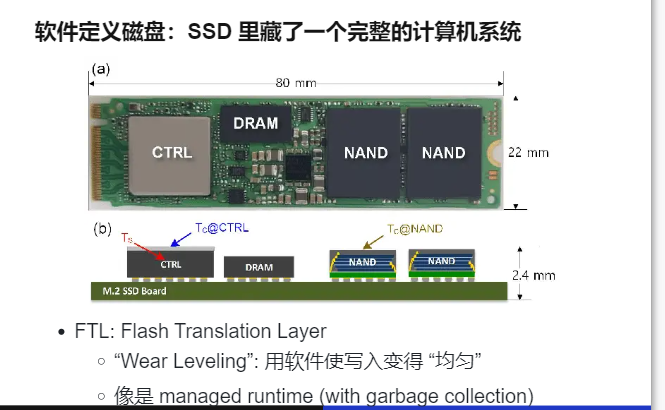 软件定义磁盘：SSD 里藏了一个完整的计算机系统
(a)
80 mm
CTRL
DRAM
NAND
NAND
22 mm
(b)
Ts
Tc@CTRL
Tc@NAND
CTRL
DRAM
NAND
NAND
2.4 mm
M.2 SSD Board
• FTL: Flash Translation Layer
◦ “Wear Leveling”: 用软件使写入变得 “均匀”
◦ 像是 managed runtime (with garbage collection)